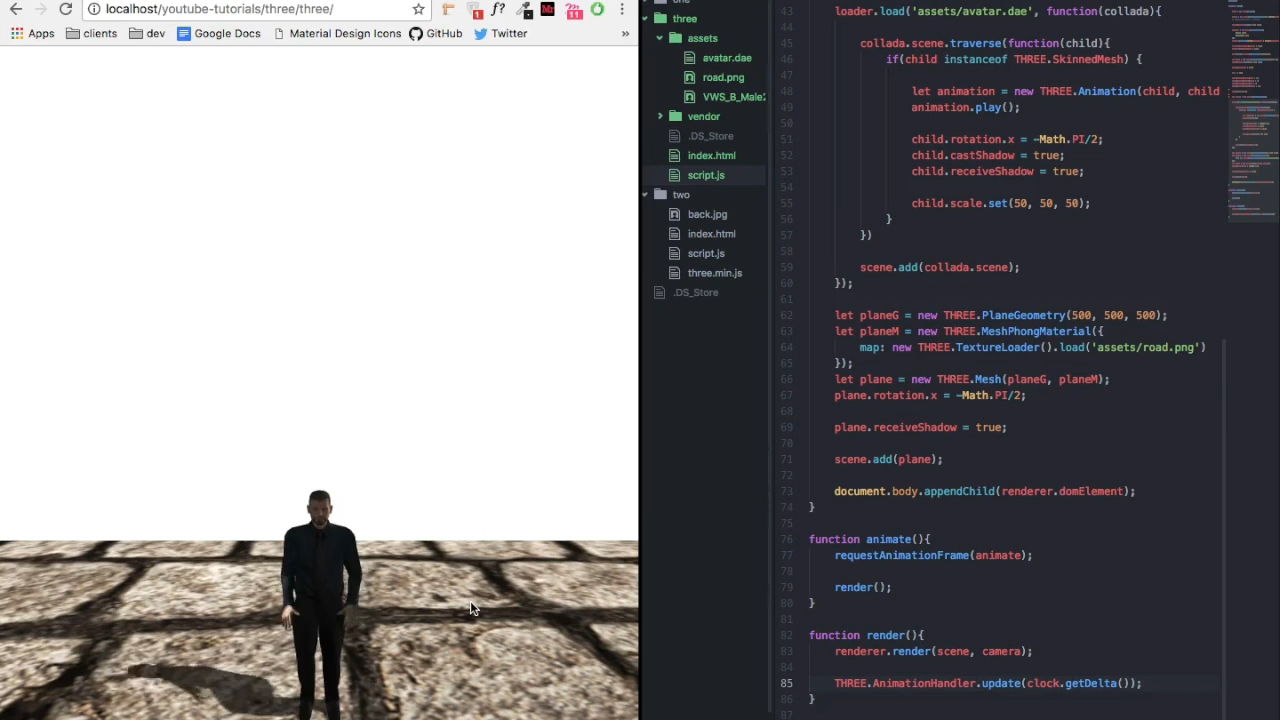 localhost/youtube-tutorials/three/three/
f?
1
Mr
11
Apps
clients
dev
Google Docs
Material Design Icons
GitHub
Twitter
»
three
assets
avatar.dae
road.png
VWS_B_Male2
vendor
.DS_Store
index.html
script.js
two
back.jpg
index.html
script.js
three.min.js
.DS_Store
43 loader.load('assets/avatar.dae', function(collada){
44
45 collada.scene.traverse(function(child){
46 if(child instanceof THREE.SkinnedMesh) {
47
48 let animation = new THREE.Animation(child, child
49 animation.play();
50
51 child.rotation.x = -Math.PI/2;
52 child.castShadow = true;
53 child.receiveShadow = true;
54
55 child.scale.set(50, 50, 50);
56 }
57 })
58
59 scene.add(collada.scene);
60 });
61
62 let planeG = new THREE.PlaneGeometry(500, 500, 500);
63 let planeM = new THREE.MeshPhongMaterial({
64 map: new THREE.TextureLoader().load('assets/road.png')
65 });
66 let plane = new THREE.Mesh(planeG, planeM);
67 plane.rotation.x = -Math.PI/2;
68
69 plane.receiveShadow = true;
70
71 scene.add(plane);
72
73 document.body.appendChild(renderer.domElement);
74 }
75
76 function animate(){
77 requestAnimationFrame(animate);
78
79 render();
80 }
81
82 function render(){
83 renderer.render(scene, camera);
84
85 THREE.AnimationHandler.update(clock.getDelta());
86 }
87